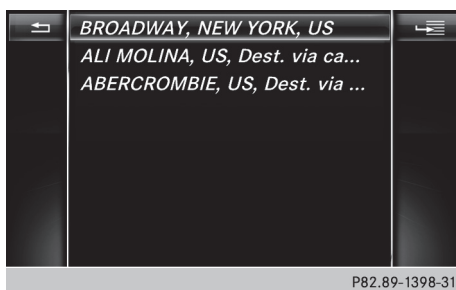 BROADWAY, NEW YORK, US
ALI MOLINA, US, Dest. via ca...
ABERCROMBIE, US, Dest. via ...
P82.89-1398-31